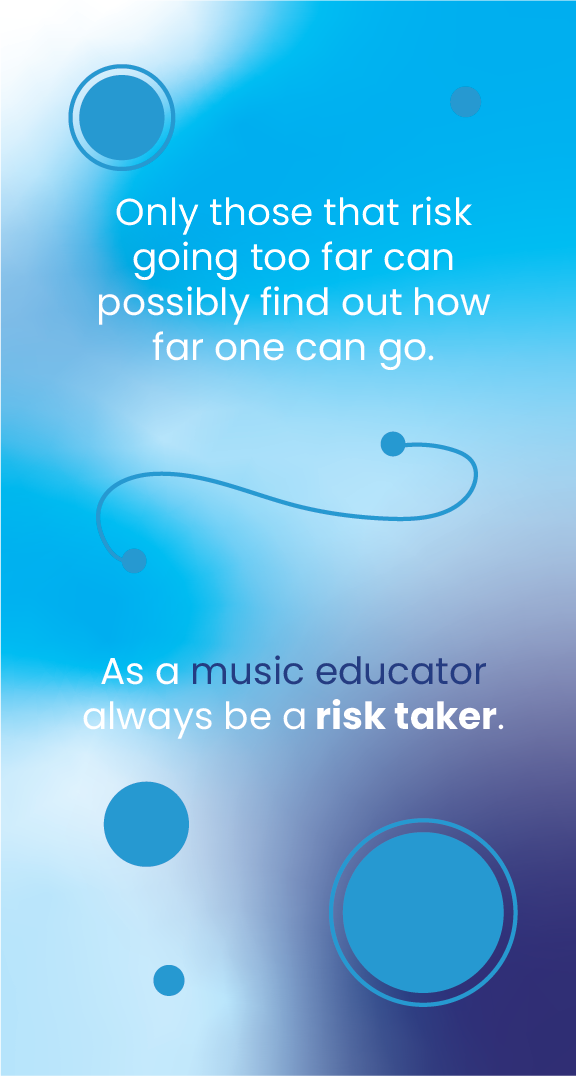 Only those that risk
going too far can
possibly find out how
far one can go.
As a music educator
always be a risk taker.